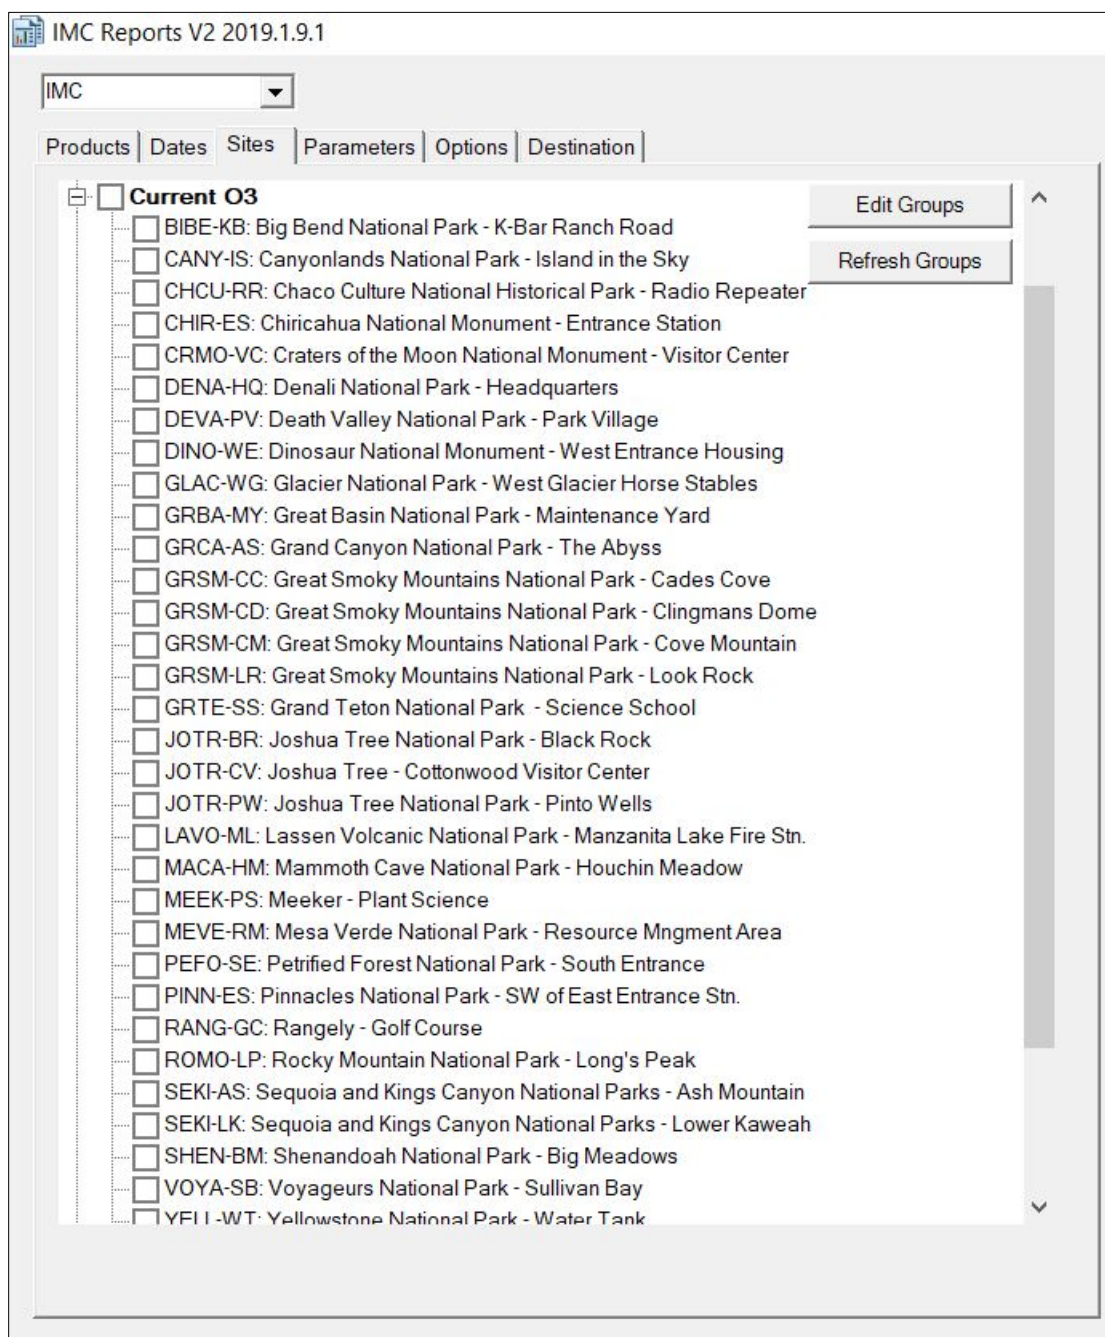 IMC Reports V2 2019.1.9.1
IMC
Products Dates Sites Parameters Options Destination
Current O3
Edit Groups
BIBE-KB: Big Bend National Park - K-Bar Ranch Road
CANY-IS: Canyonlands National Park - Island in the Sky
Refresh Groups
CHCU-RR: Chaco Culture National Historical Park - Radio Repeater
CHIR-ES: Chiricahua National Monument - Entrance Station
CRMO-VC: Craters of the Moon National Monument - Visitor Center
DENA-HQ: Denali National Park - Headquarters
DEVA-PV: Death Valley National Park - Park Village
DINO-WE: Dinosaur National Monument - West Entrance Housing
GLAC-WG: Glacier National Park - West Glacier Horse Stables
GRBA-MY: Great Basin National Park - Maintenance Yard
GRCA-AS: Grand Canyon National Park - The Abyss
GRSM-CC: Great Smoky Mountains National Park - Cades Cove
GRSM-CD: Great Smoky Mountains National Park - Clingmans Dome
GRSM-CM: Great Smoky Mountains National Park - Cove Mountain
GRSM-LR: Great Smoky Mountains National Park - Look Rock
GRTE-SS: Grand Teton National Park - Science School
JOTR-BR: Joshua Tree National Park - Black Rock
JOTR-CV: Joshua Tree - Cottonwood Visitor Center
JOTR-PW: Joshua Tree National Park - Pinto Wells
LAVO-ML: Lassen Volcanic National Park - Manzanita Lake Fire Stn.
MACA-HM: Mammoth Cave National Park - Houchin Meadow
MEEK-PS: Meeker - Plant Science
MEVE-RM: Mesa Verde National Park - Resource Mngment Area
PEFO-SE: Petrified Forest National Park - South Entrance
PINN-ES: Pinnacles National Park - SW of East Entrance Stn.
RANG-GC: Rangely - Golf Course
ROMO-LP: Rocky Mountain National Park - Long's Peak
SEKI-AS: Sequoia and Kings Canyon National Parks - Ash Mountain
SEKI-LK: Sequoia and Kings Canyon National Parks - Lower Kaweah
SHEN-BM: Shenandoah National Park - Big Meadows
VOYA-SB: Voyageurs National Park - Sullivan Bay
YELL-WT: Yellowstone National Park - Water Tank